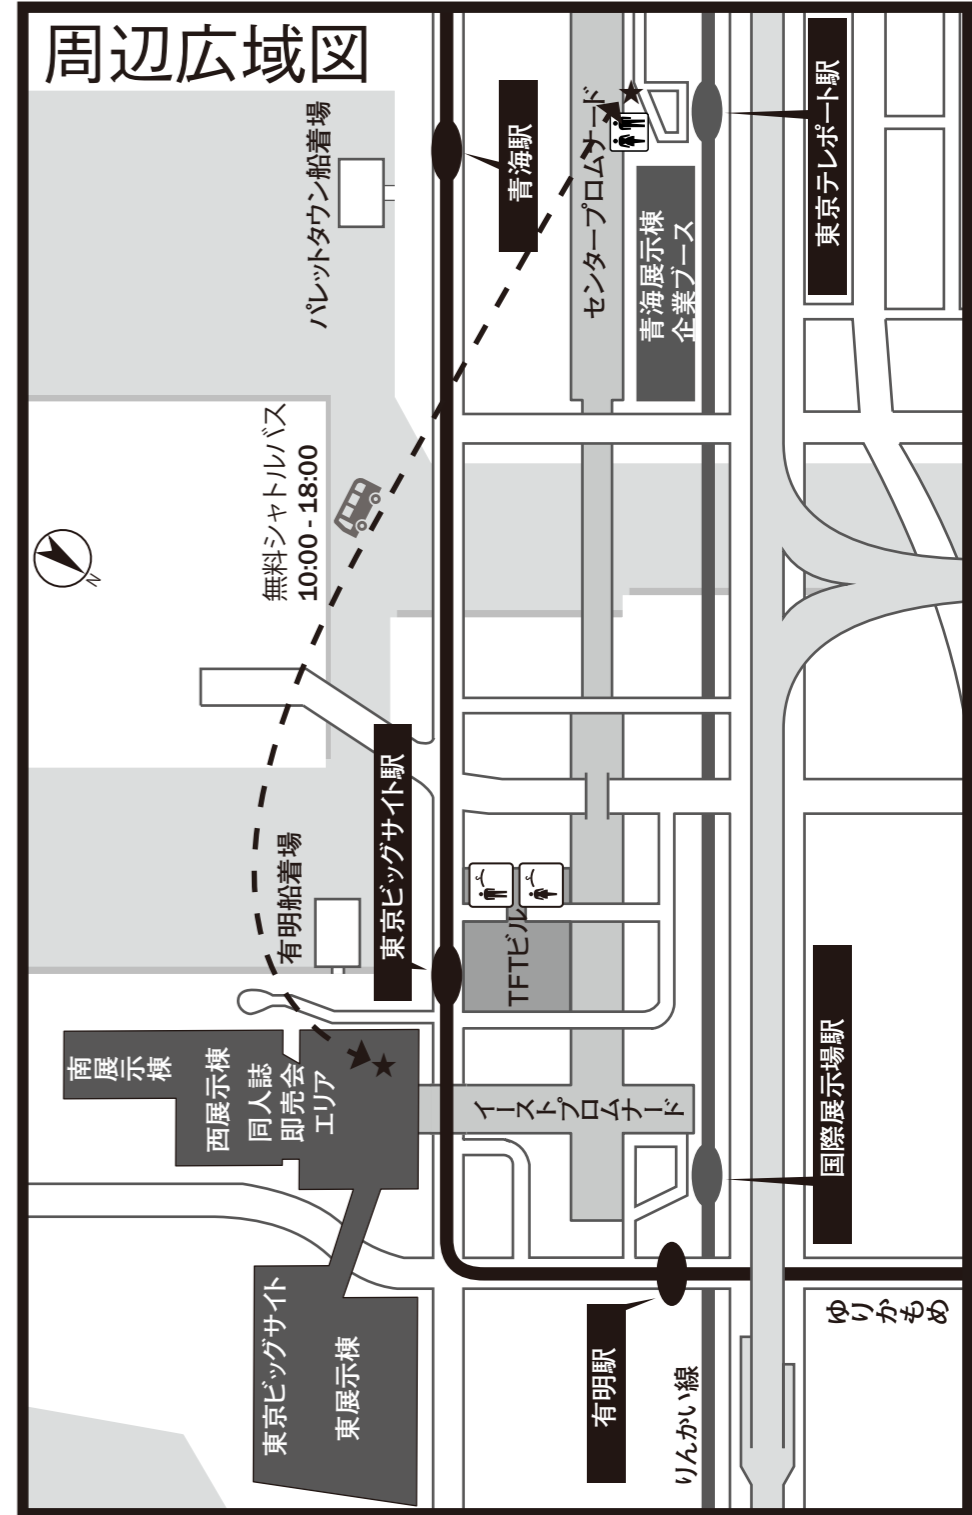 周辺広域図
パレットタウン船着場
青海駅
センタープロムナード
青海展示棟
企業ブース
東京テレポート駅
無料シャトルバス
10:00 - 18:00
N
有明船着場
東京ビッグサイト駅
TFTビル
国際展示場駅
南展示棟
西展示棟
同人誌
即売会
エリア
イーストプロムナード
東京ビッグサイト
東展示棟
有明駅
りんかい線
ゆりかもめ